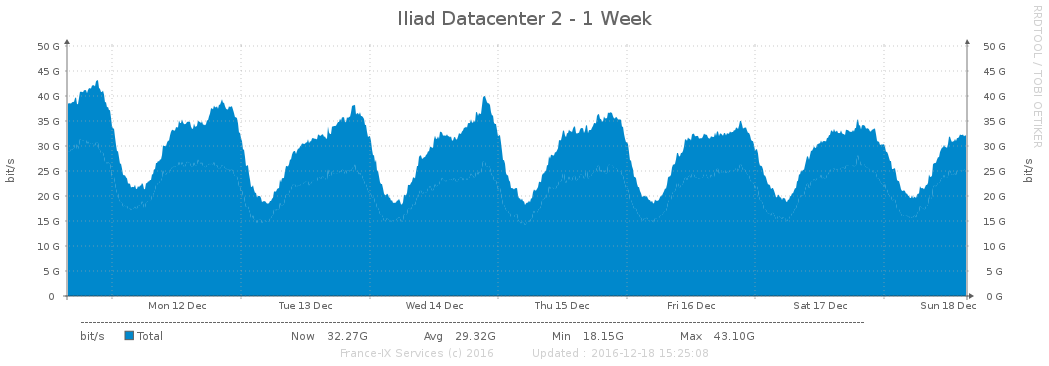 Iliad Datacenter 2 - 1 Week
RRDTOOL / TOBI OETIKER
50 G 50 G
45 G 45 G
40 G 40 G
35 G 35 G
30 G 30 G
25 G 25 G
20 G 20 G
15 G 15 G
10 G 10 G
5 G 5 G
0 0 G
bit/s bit/s
Mon 12 Dec Tue 13 Dec Wed 14 Dec Thu 15 Dec Fri 16 Dec Sat 17 Dec Sun 18 Dec
bit/s Total Now 32.27G Avg 29.32G Min 18.15G Max 43.10G
France-IX Services (c) 2016 Updated : 2016-12-18 15:25:08